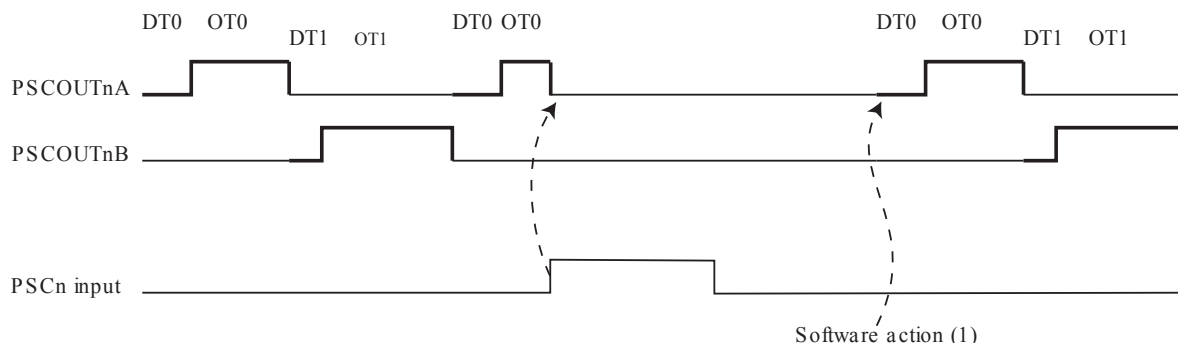 DT0 OT0 DT1 OT1 DT0 OT0 DT0 OT0 DT1 OT1
PSCOUTnA
PSCOUTnB
PSCn input
Software action (1)